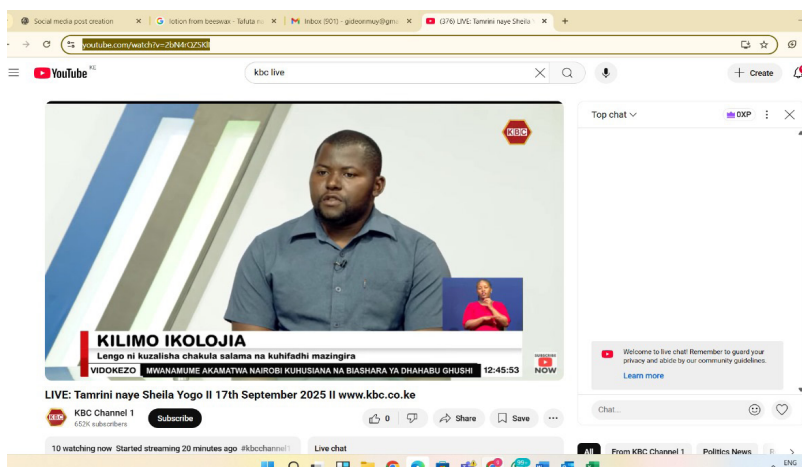 Social media post creation
lotion from beeswax - Tafuta n
Inbox (901) - gideonmuy@gm
(376) LIVE: Tamrini naye Sheila
youtube.com/watch?v=2bN4rQZSKlI
YouTube KE
kbc live
Create
KBC
KILIMO IKOLOJIA
Lengo ni kuzalisha chakula salama na kuhifadhi mazingira
VIDOKEZO MWANAMUME AKAMATWA NAIROBI KUHUSIANA NA BIASHARA YA DHAHABU GHUSHI 12:45:53
SUBSCRIBE
NOW
Top chat
0XP
Welcome to live chat! Remember to guard your
privacy and abide by our community guidelines.
Learn more
Chat...
LIVE: Tamrini naye Sheila Yogo II 17th September 2025 II www.kbc.co.ke
KBC
KBC Channel 1
652K subscribers
Subscribe
0
Share
Save
10 watching now Started streaming 20 minutes ago #kbcchannel1
Live chat
All
From KBC Channel 1
Politics News
99+
ENG